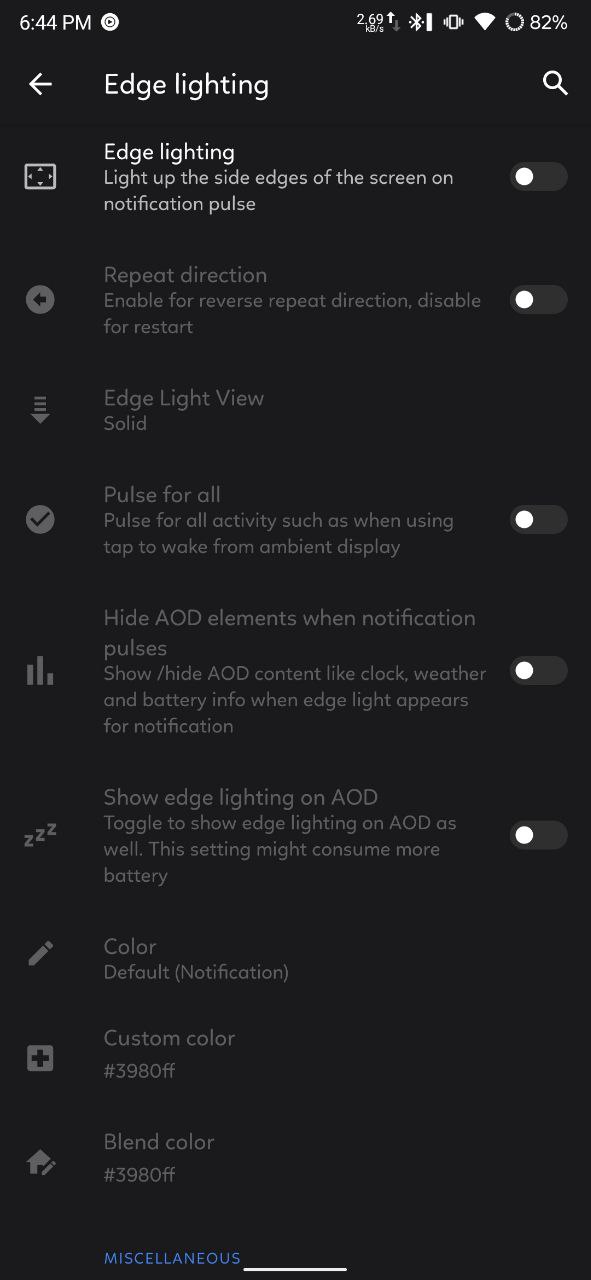 6:44 PM
2.69 kB/s
82%
Edge lighting
Edge lighting
Light up the side edges of the screen on
notification pulse
Repeat direction
Enable for reverse repeat direction, disable
for restart
Edge Light View
Solid
Pulse for all
Pulse for all activity such as when using
tap to wake from ambient display
Hide AOD elements when notification
pulses
Show /hide AOD content like clock, weather
and battery info when edge light appears
for notification
zzz
Show edge lighting on AOD
Toggle to show edge lighting on AOD as
well. This setting might consume more
battery
Color
Default (Notification)
Custom color
#3980ff
Blend color
#3980ff
MISCELLANEOUS